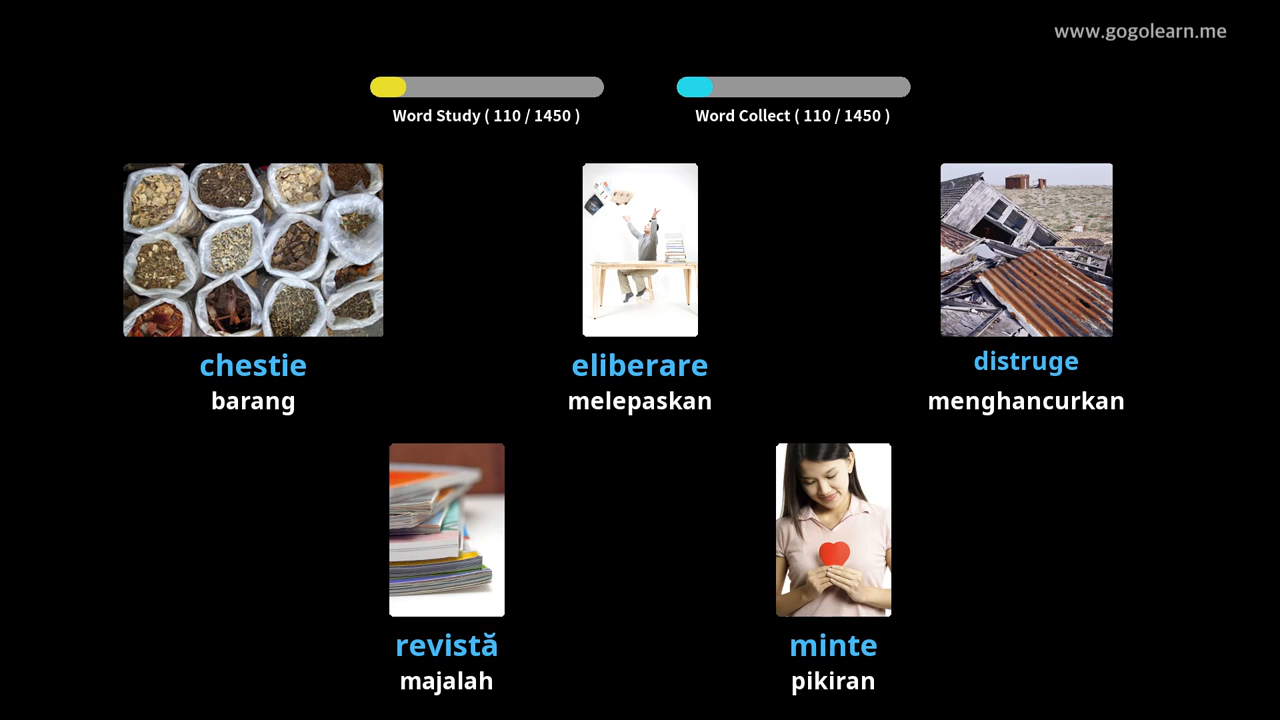 www.gogolearn.me
Word Study ( 110 / 1450 )
Word Collect ( 110 / 1450 )
chestie
barang
eliberare
melepaskan
distruge
menghancurkan
revistă
majalah
minte
pikiran